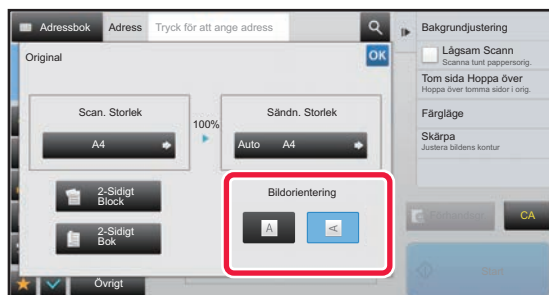 Adressbok
Adress
Tryck för att ange adress
Original
OK
Scan. Storlek
A4
100%
Sändn. Storlek
Auto A4
2-Sidigt
Block
2-Sidigt
Bok
Bildorientering
A
A
Övrigt
Bakgrundjustering
Lågsam Scann
Scanna tunt pappersorig.
Tom sida Hoppa över
Hoppa över tomma sidor i orig.
Färgläge
Skärpa
Justera bildens kontur
CA